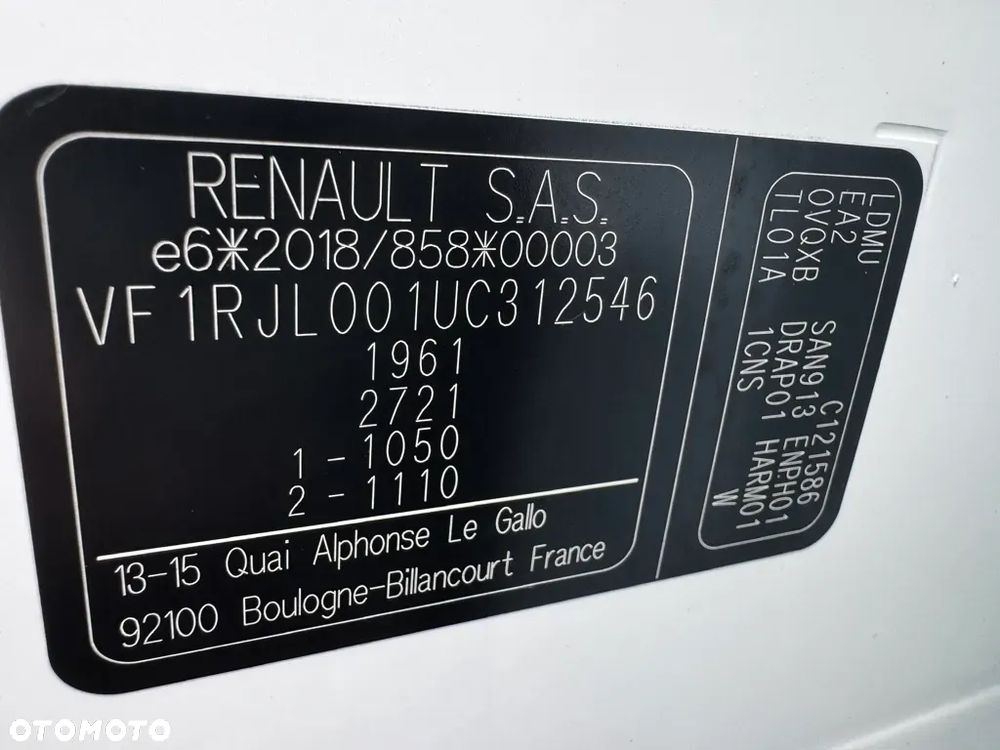 RENAULT S.A.S.
e6*2018/858*00003
VF1RJL001UC312546
1961
2721
1-1050
2-1110
13-15 Quai Alphonse Le Gallo
92100 Boulogne-Billancourt France
LDMU C121586
EA2 SAN913 ENPH01
OVQXB DRAP01 HARM01
TL01A 1CNS W
OTOMOTO